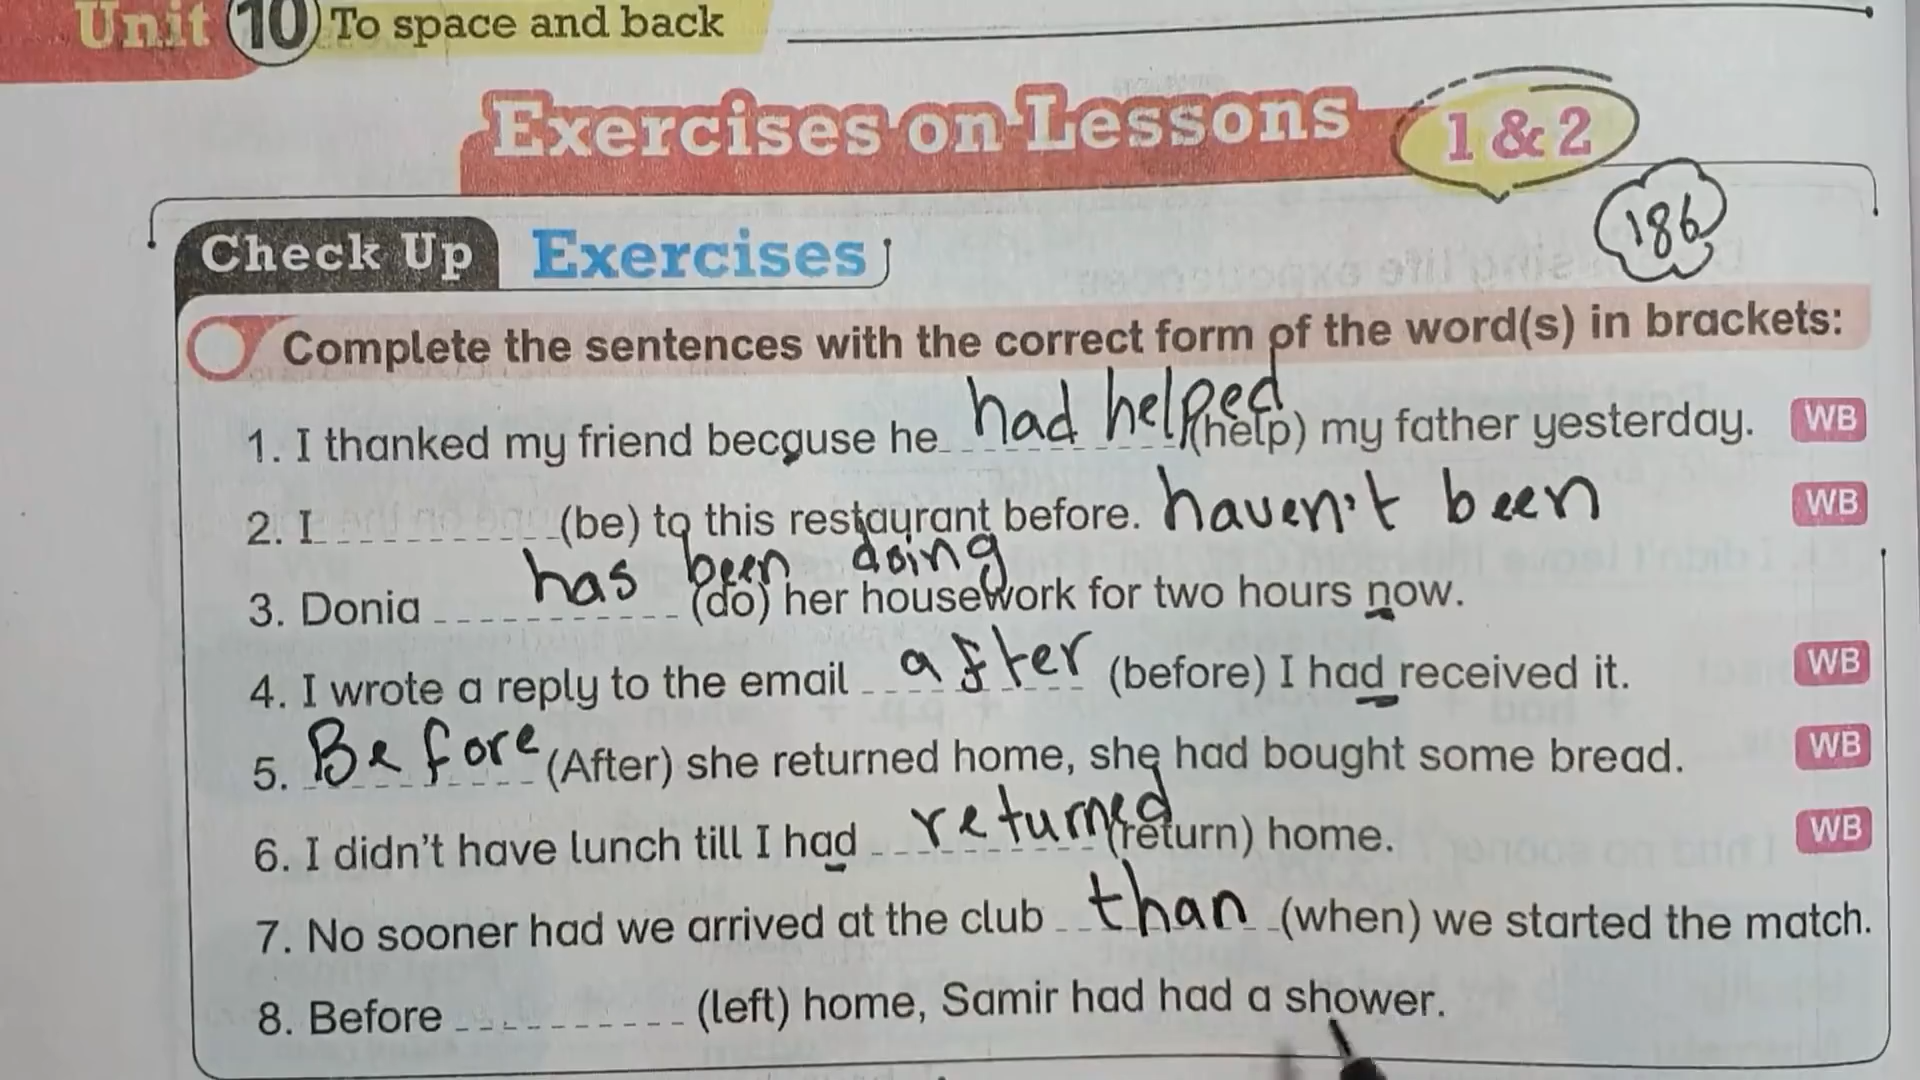 Unit 10 To space and back
Exercises on Lessons 1 & 2
186
Check Up Exercises
Complete the sentences with the correct form of the word(s) in brackets:
1. I thanked my friend because he had helped (help) my father yesterday. WB
2. I (be) to this restaurant before. haven't been WB
3. Donia has been doing (do) her housework for two hours now.
4. I wrote a reply to the email after (before) I had received it. WB
5. Before (After) she returned home, she had bought some bread. WB
6. I didn't have lunch till I had returned (return) home. WB
7. No sooner had we arrived at the club than (when) we started the match.
8. Before (left) home, Samir had had a shower.